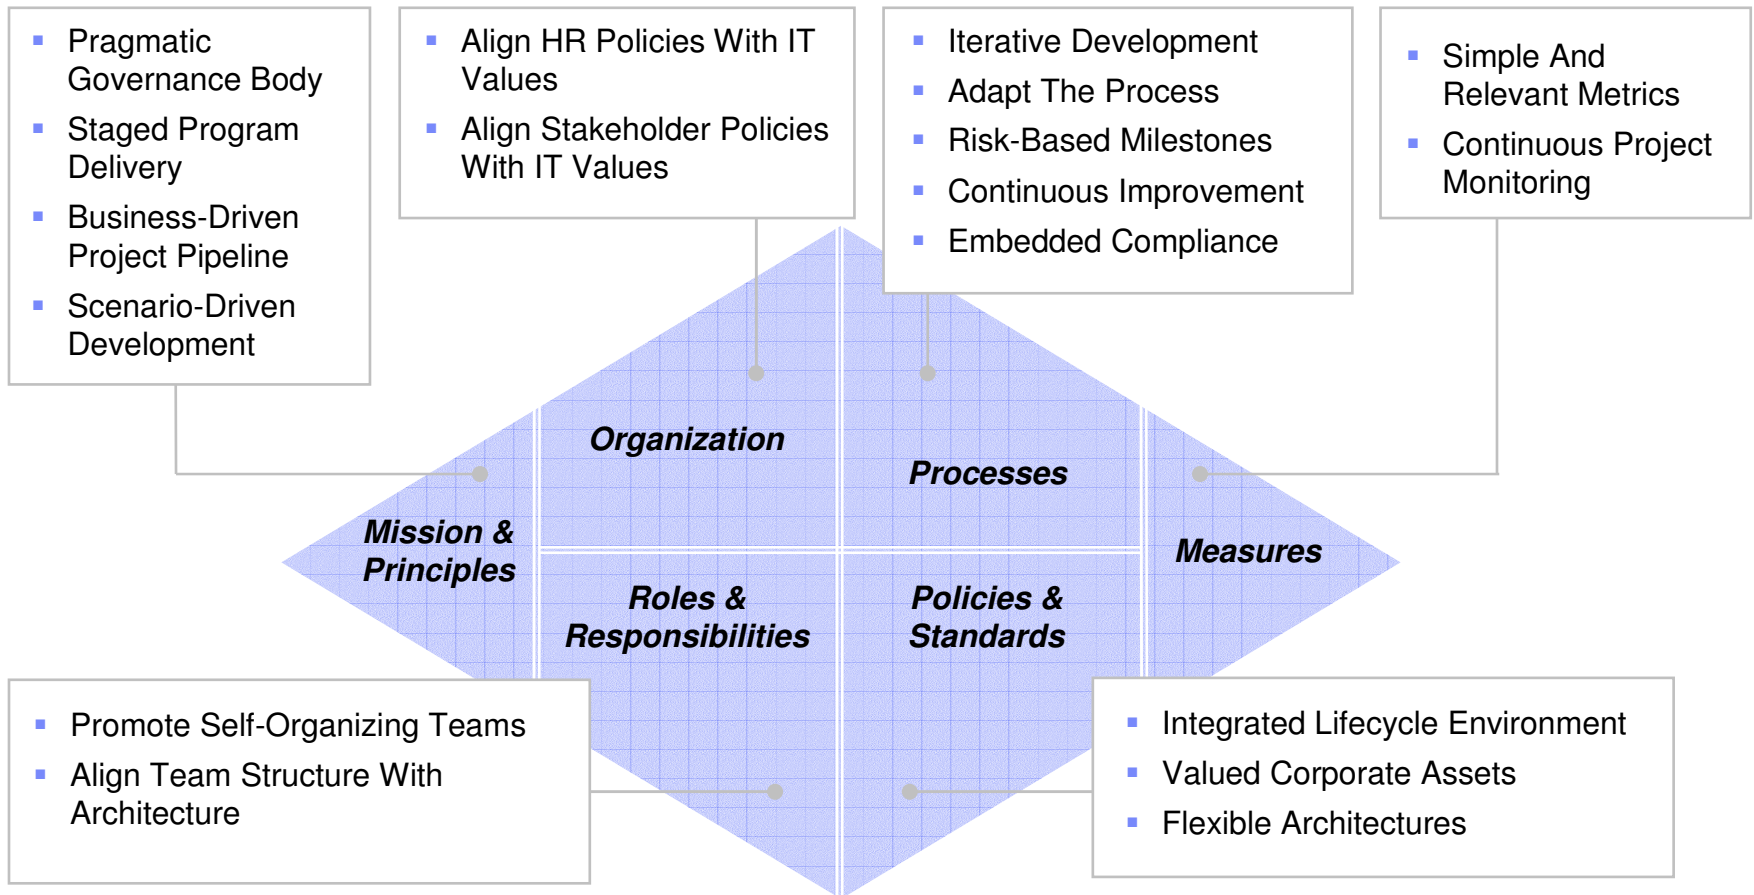 Pragmatic
Governance Body
Staged Program
Delivery
Business-Driven
Project Pipeline
Scenario-Driven
Development
Align HR Policies With IT
Values
Align Stakeholder Policies
With IT Values
Iterative Development
Adapt The Process
Risk-Based Milestones
Continuous Improvement
Embedded Compliance
Simple And
Relevant Metrics
Continuous Project
Monitoring
Organization
Processes
Mission &
Principles
Measures
Roles &
Responsibilities
Policies &
Standards
Promote Self-Organizing Teams
Align Team Structure With
Architecture
Integrated Lifecycle Environment
Valued Corporate Assets
Flexible Architectures